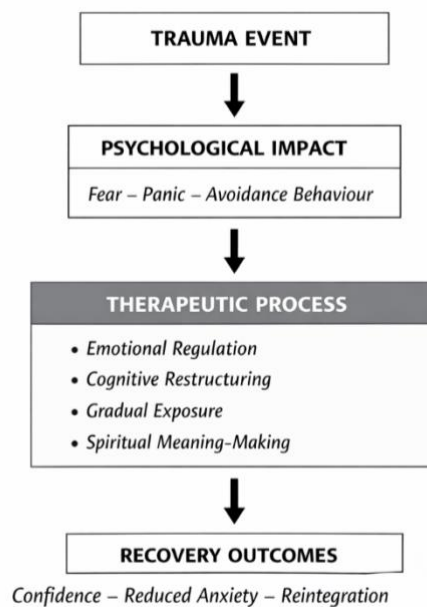 TRAUMA EVENT
PSYCHOLOGICAL IMPACT
Fear – Panic – Avoidance Behaviour
THERAPEUTIC PROCESS
• Emotional Regulation
• Cognitive Restructuring
• Gradual Exposure
• Spiritual Meaning-Making
RECOVERY OUTCOMES
Confidence – Reduced Anxiety – Reintegration